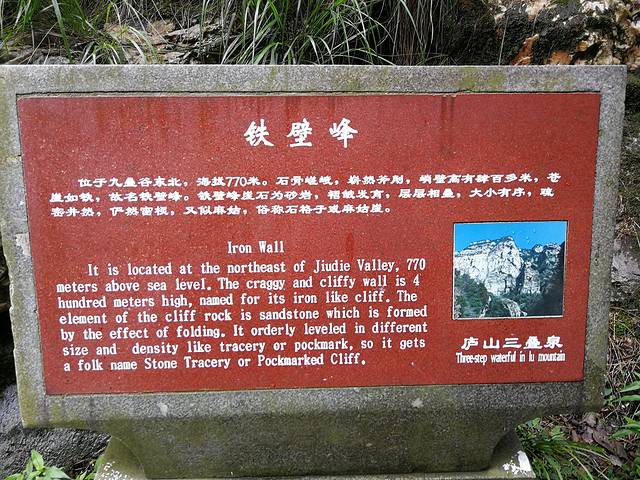 铁壁峰
位于九叠谷东北，海拔770米。石骨嵯峨，崭然斧削，峭壁高有肆百多米，苍
崖如铁，故名铁壁峰。铁壁峰崖石为砂岩，褶皱发育，层层相叠，大小有序，疏
密井然，俨然窗棂，又似麻姑，俗称石格子或麻姑崖。
Iron Wall
It is located at the northeast of Jiudie Valley, 770
meters above sea level. The craggy and cliffy wall is 4
hundred meters high, named for its iron like cliff. The
element of the cliff rock is sandstone which is formed
by the effect of folding. It orderly leveled in different
size and density like tracery or pockmark, so it gets
a folk name Stone Tracery or Pockmarked Cliff.
庐山三叠泉
Three-step waterful in lu mountain